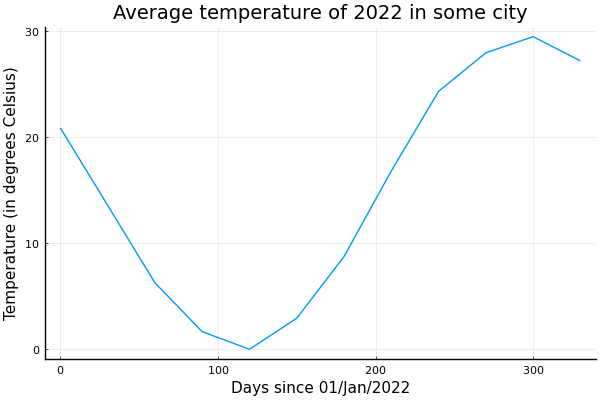 Average temperature of 2022 in some city
Temperature (in degrees Celsius)
30
20
10
0
0 100 200 300
Days since 01/Jan/2022